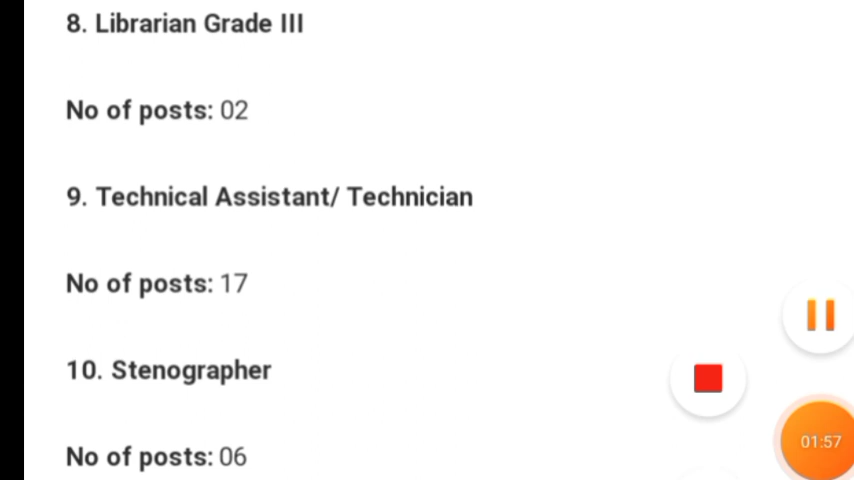 8. Librarian Grade III
No of posts: 02
9. Technical Assistant/ Technician
No of posts: 17
10. Stenographer
No of posts: 06
01:57